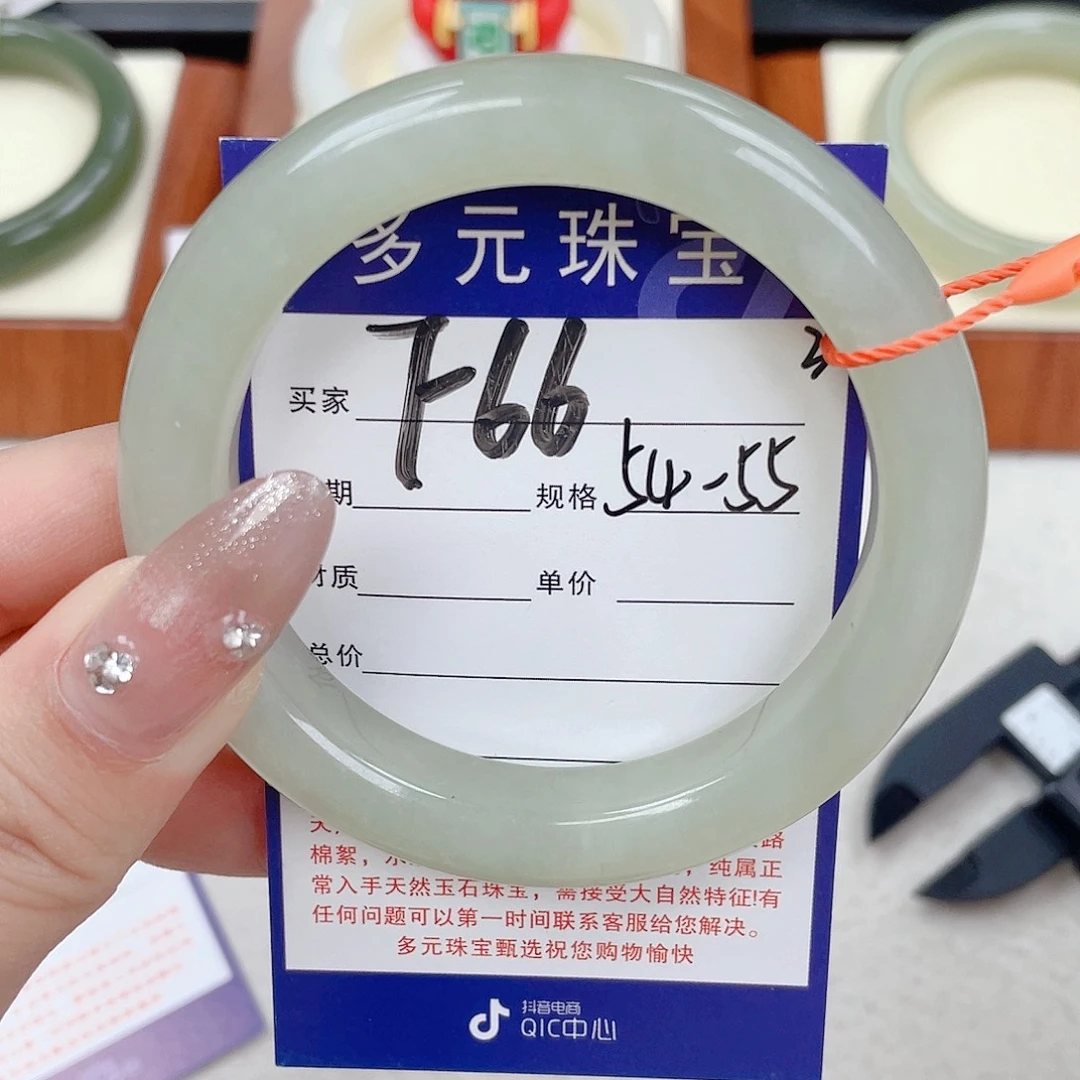 多元珠宝
买家 F66
期 规格 54-55
材质 单价
总价
棉絮，
，纯属正
常入手天然玉石珠宝，需接受大自然特征!有
任何问题可以第一时间联系客服给您解决。
多元珠宝甄选祝您购物愉快
抖音电商
QIC中心